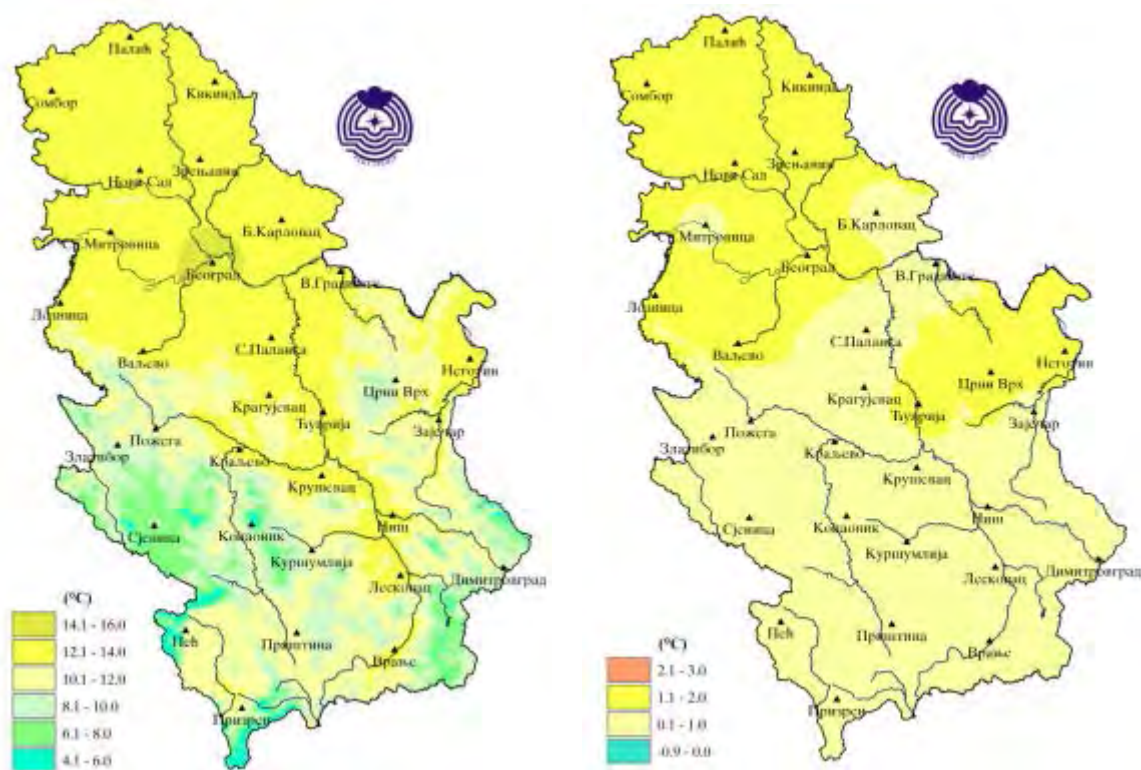 Палић
Кикинда
Сомбор
Зрењанин
Нови Сад
Б.Карловац
Митровица
Београд
В.Градиште
Лозница
С.Паланка
Ваљево
Неготин
Црни Врх
Крагујевац
Ћуприја
Зајечар
Пожега
Златибор
Краљево
Крушевац
Ниш
Сјеница
Копаоник
Куршумлија
Димитровград
Лесковац
(°C)
14.1 - 16.0
12.1 - 14.0
10.1 - 12.0
8.1 - 10.0
6.1 - 8.0
4.1 - 6.0
Пећ
Приштина
Врање
Призрен
Палић
Кикинда
Сомбор
Зрењанин
Нови Сад
Б.Карловац
Митровица
Београд
В.Градиште
Лозница
С.Паланка
Ваљево
Неготин
Црни Врх
Крагујевац
Ћуприја
Зајечар
Пожега
Златибор
Краљево
Крушевац
Ниш
Сјеница
Копаоник
Куршумлија
Димитровград
Лесковац
Пећ
Приштина
Врање
Призрен
(°C)
2.1 - 3.0
1.1 - 2.0
0.1 - 1.0
-0.9 - 0.0